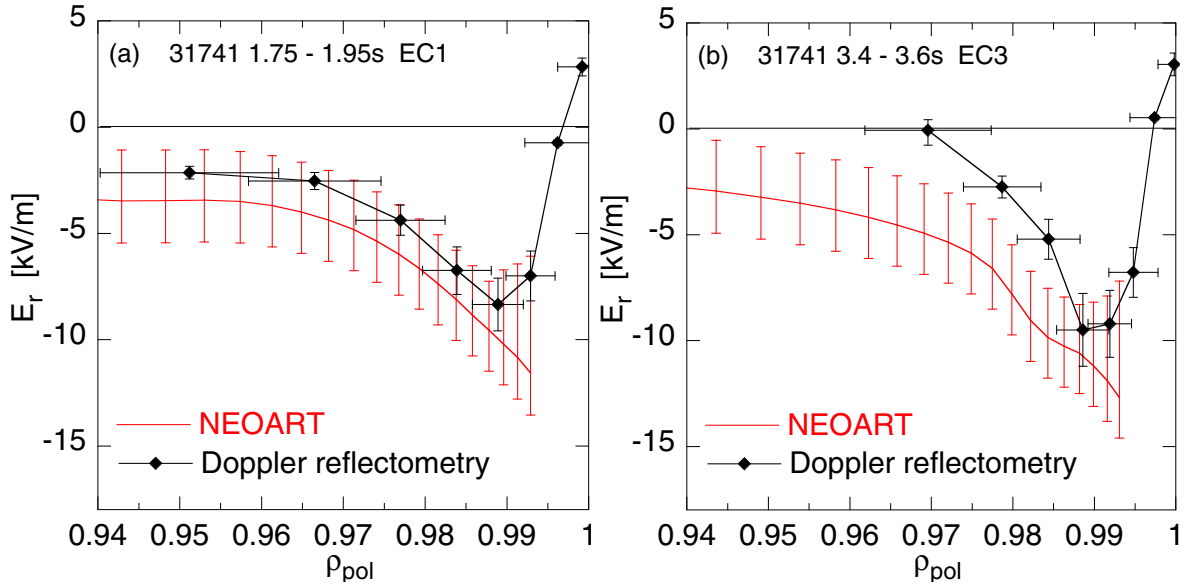 (a) 31741 1.75 - 1.95s EC1
5
0
-5
-10
-15
E_r [kV/m]
NEOART
Doppler reflectometry
0.94 0.95 0.96 0.97 0.98 0.99 1
ρ_pol
(b) 31741 3.4 - 3.6s EC3
5
0
-5
-10
-15
E_r [kV/m]
NEOART
Doppler reflectometry
0.94 0.95 0.96 0.97 0.98 0.99 1
ρ_pol